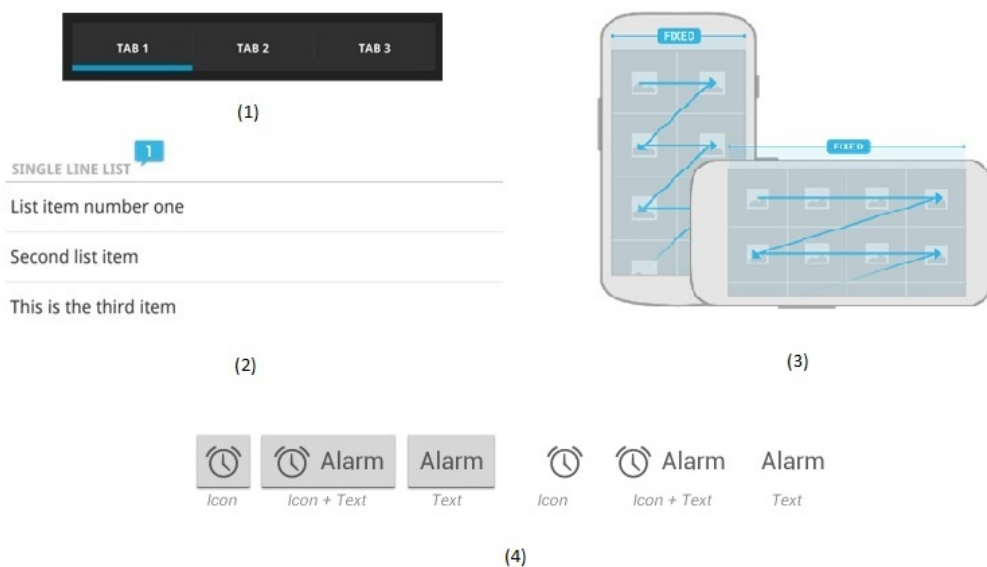 TAB 1 TAB 2 TAB 3
(1)
1
SINGLE LINE LIST
List item number one
Second list item
This is the third item
(2)
FIXED
FIXED
(3)
Alarm Alarm Alarm Alarm
Icon Icon + Text Text Icon Icon + Text Text
(4)